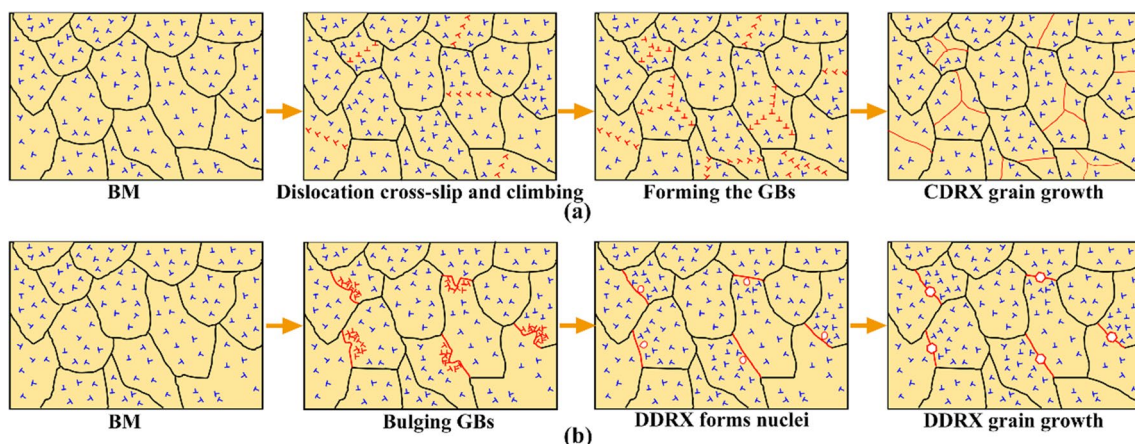 BM
Dislocation cross-slip and climbing
Forming the GBs
CDRX grain growth
(a)
BM
Bulging GBs
DDRX forms nuclei
DDRX grain growth
(b)